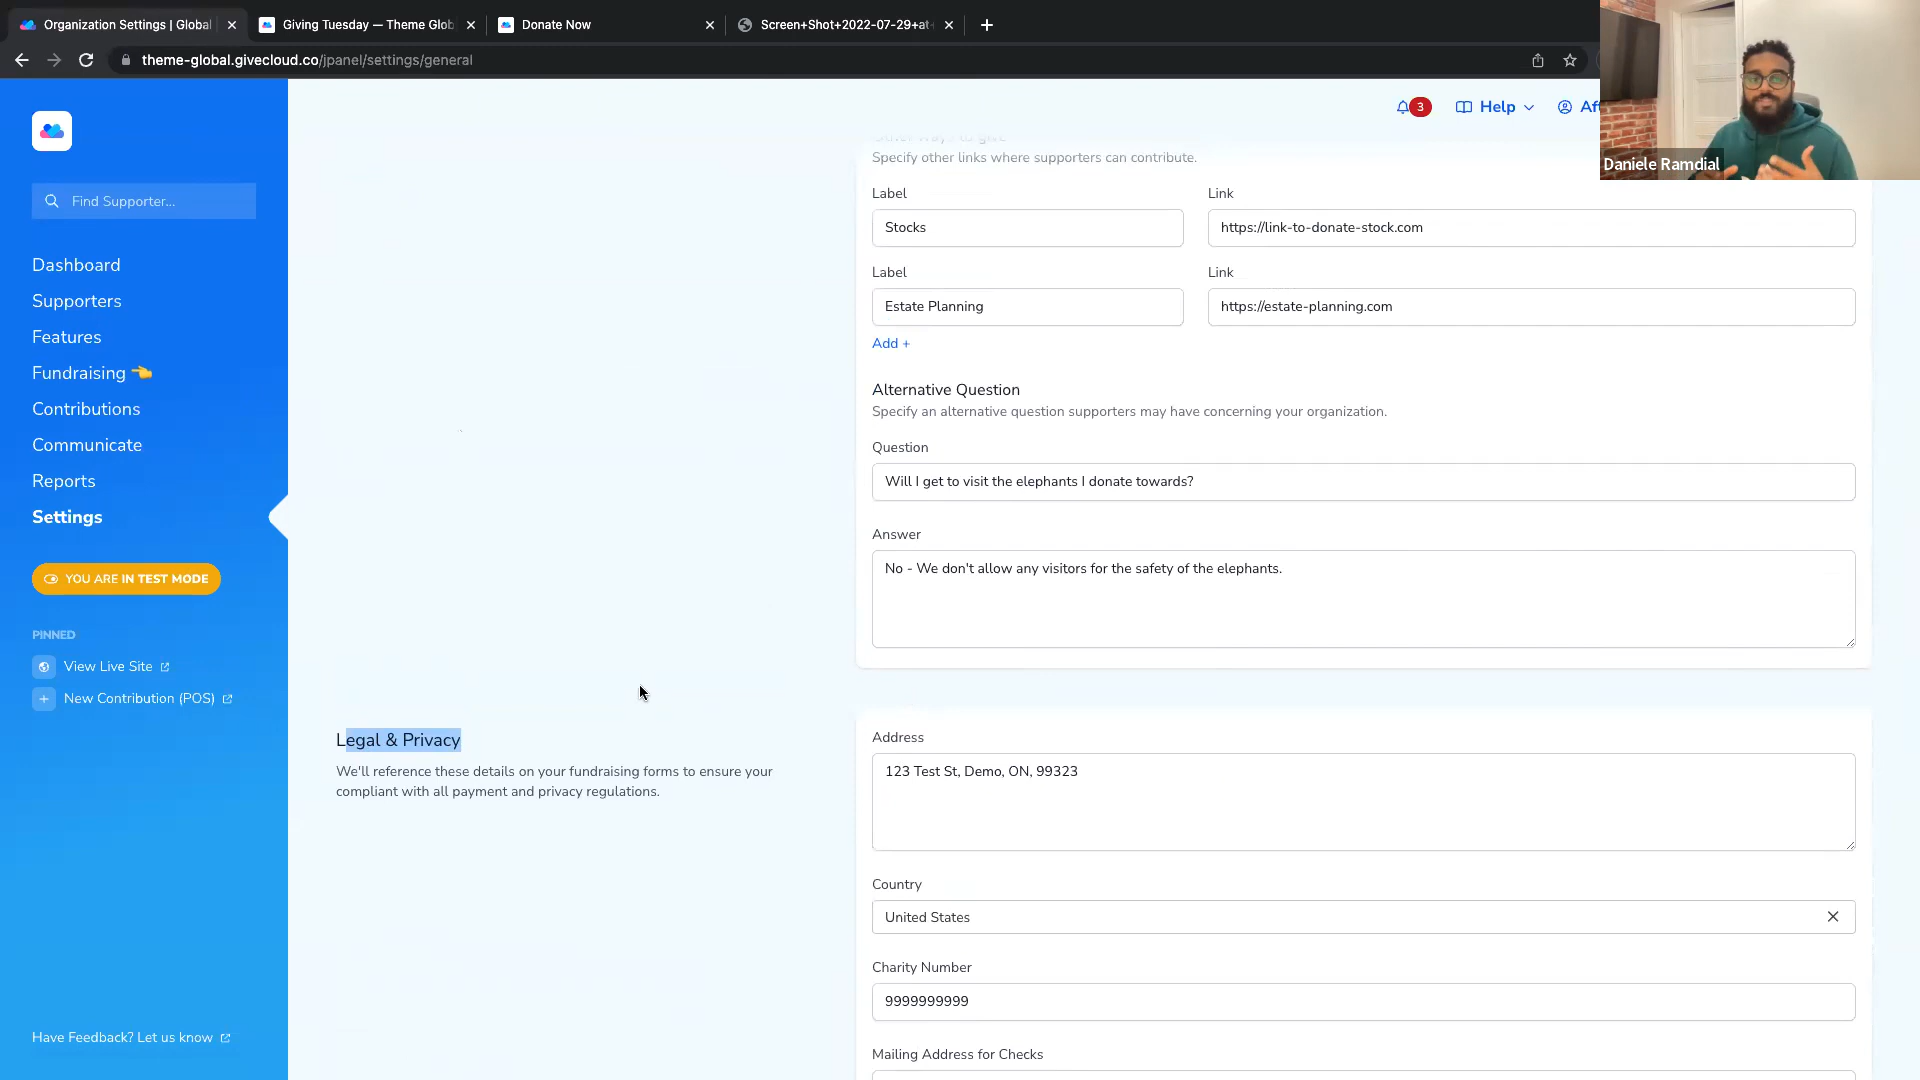 Organization Settings | Global
Giving Tuesday — Theme Glob
Donate Now
Screen+Shot+2022-07-29+at
theme-global.givecloud.co/jpanel/settings/general
3
Help
Daniele Ramdial
Find Supporter...
Dashboard
Supporters
Features
Fundraising
Contributions
Communicate
Reports
Settings
YOU ARE IN TEST MODE
PINNED
View Live Site
New Contribution (POS)
Have Feedback? Let us know
Legal & Privacy
We'll reference these details on your fundraising forms to ensure your
compliant with all payment and privacy regulations.
Specify other links where supporters can contribute.
Label
Link
Stocks
https://link-to-donate-stock.com
Label
Link
Estate Planning
https://estate-planning.com
Add +
Alternative Question
Specify an alternative question supporters may have concerning your organization.
Question
Will I get to visit the elephants I donate towards?
Answer
No - We don't allow any visitors for the safety of the elephants.
Address
123 Test St, Demo, ON, 99323
Country
United States
Charity Number
9999999999
Mailing Address for Checks